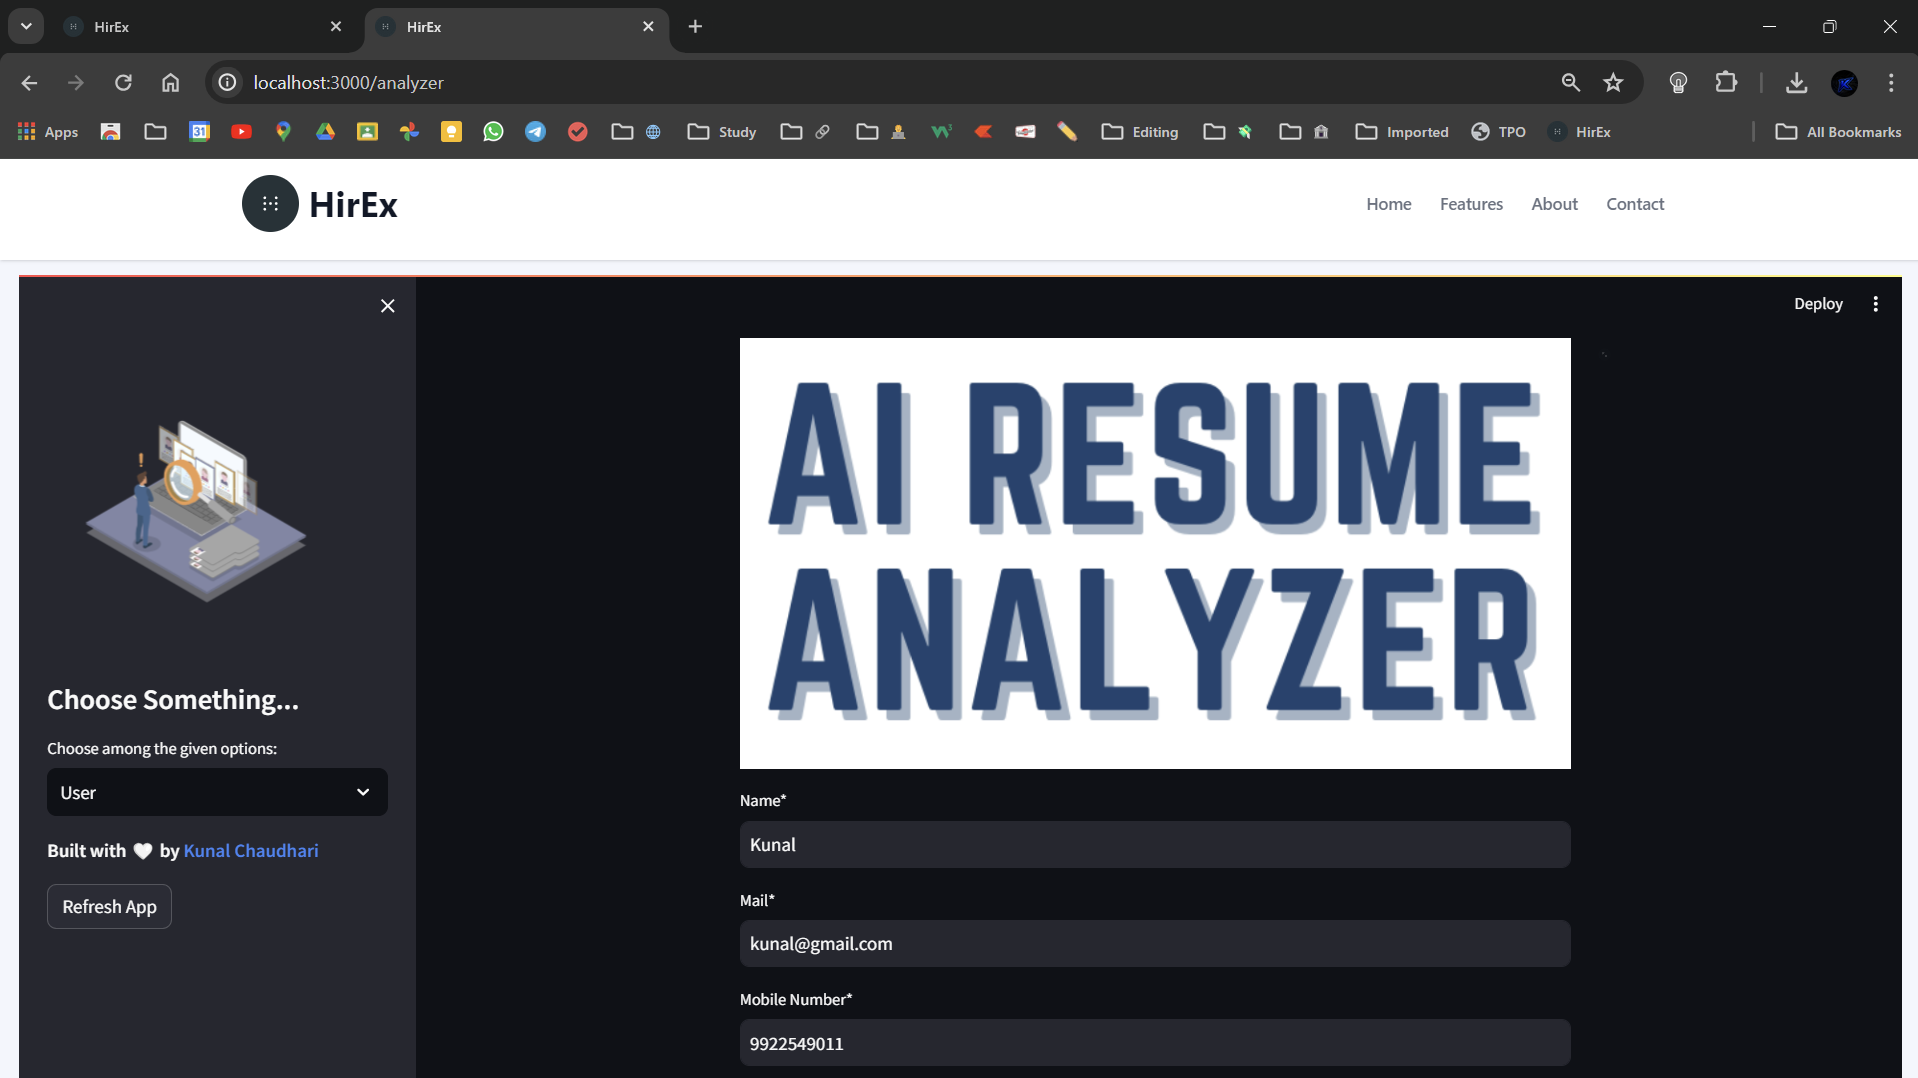 HirEx
HirEx
localhost:3000/analyzer
Apps
31
Study
Editing
Imported
TPO
HirEx
All Bookmarks
HirEx
Home
Features
About
Contact
Deploy
AI RESUME
ANALYZER
Choose Something...
Choose among the given options:
User
Built with 🤍 by Kunal Chaudhari
Refresh App
Name*
Kunal
Mail*
kunal@gmail.com
Mobile Number*
9922549011